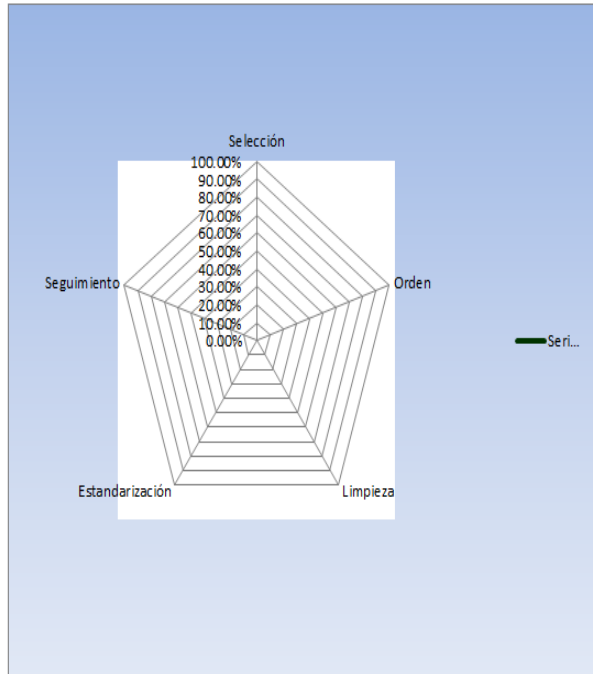 Selección
100.00%
90.00%
80.00%
70.00%
60.00%
50.00%
40.00%
30.00%
20.00%
10.00%
0.00%
Seguimiento
Orden
Seri...
Estandarización
Limpieza